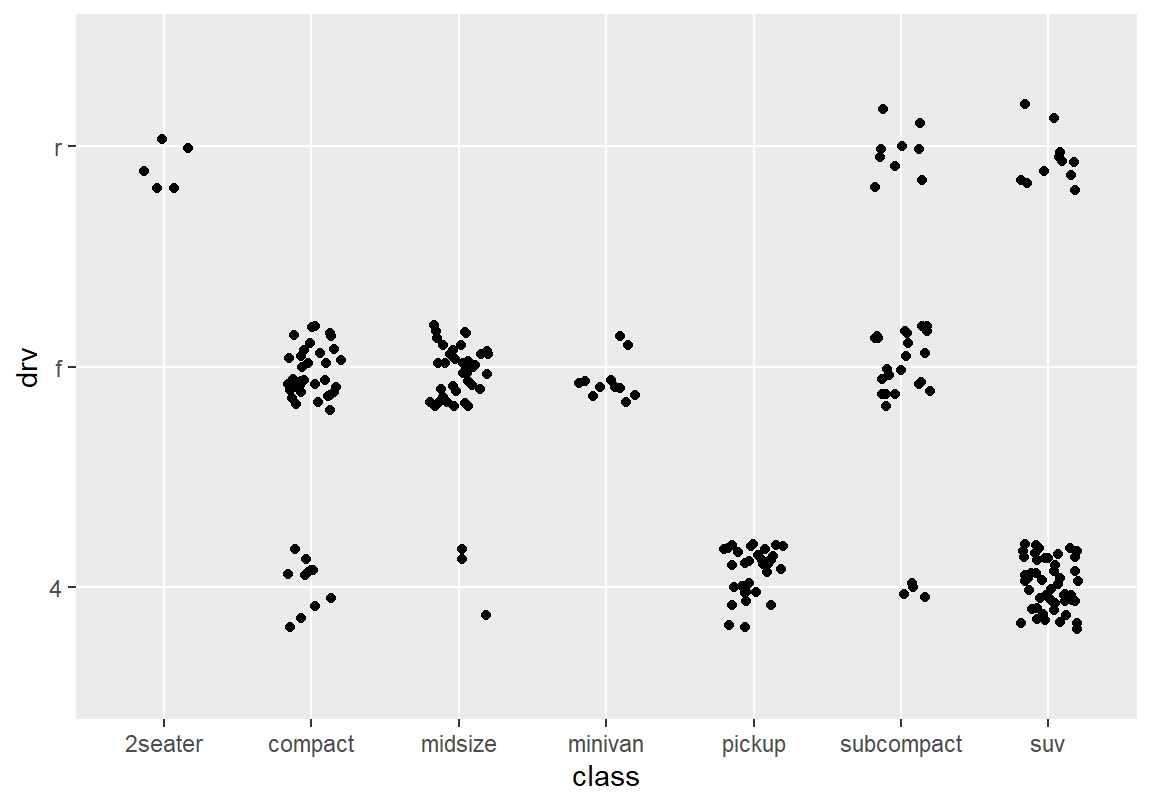 drv
r
f
4
2seater compact midsize minivan pickup subcompact suv
class